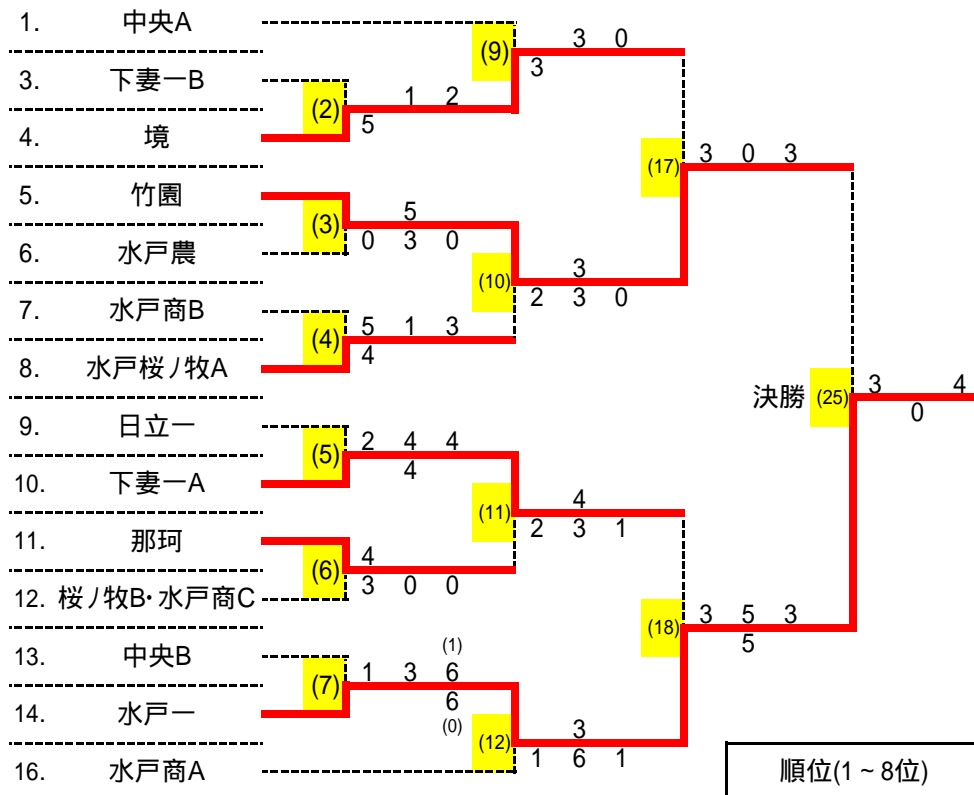 1. 中央A
(9) 3 0
3
3. 下妻一B
(2) 1 2
5
4. 境
(17) 3 0 3
5. 竹園
(3) 5
0 3 0
6. 水戸農
(10) 3
2 3 0
7. 水戸商B
(4) 5 1 3
4
8. 水戸桜ノ牧A
決勝 (25) 3 4
0
9. 日立一
(5) 2 4 4
4
10. 下妻一A
(11) 4
2 3 1
11. 那珂
(6) 4
3 0 0
12. 桜ノ牧B・水戸商C
(18) 3 5 3
5
13. 中央B
(1)
(7) 1 3 6
6
(0)
14. 水戸一
(12) 3
1 6 1
16. 水戸商A
順位(1~8位)